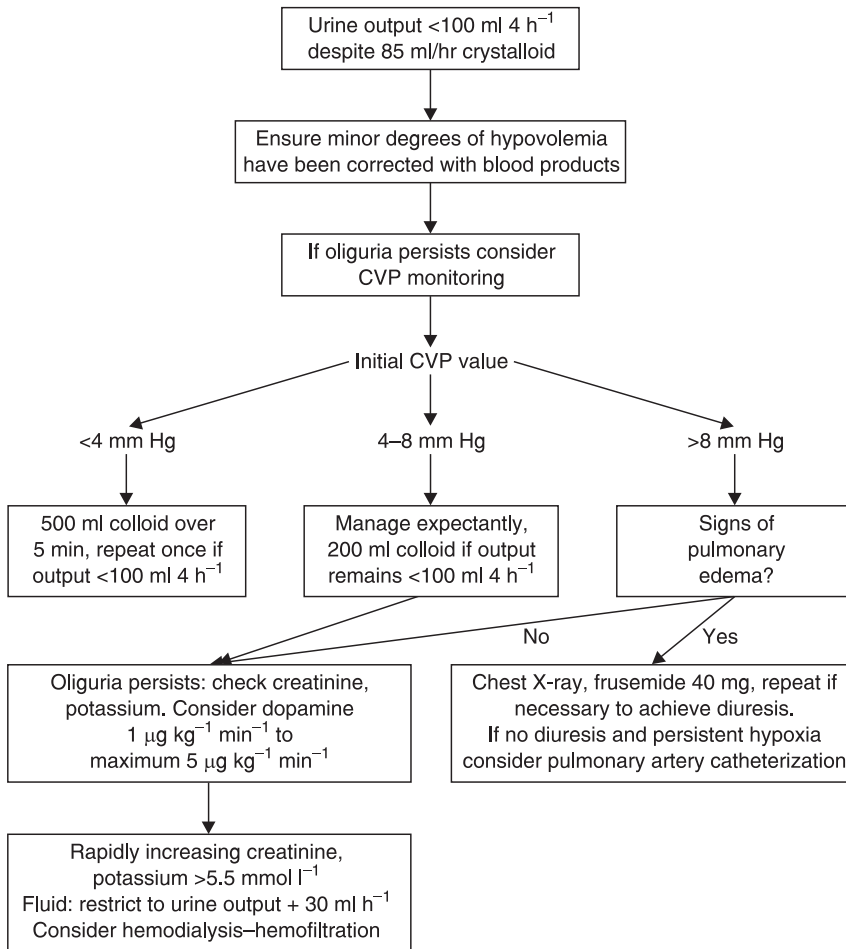 Urine output <100 ml 4 h⁻¹
despite 85 ml/hr crystalloid
Ensure minor degrees of hypovolemia
have been corrected with blood products
If oliguria persists consider
CVP monitoring
Initial CVP value
<4 mm Hg
4–8 mm Hg
>8 mm Hg
500 ml colloid over
5 min, repeat once if
output <100 ml 4 h⁻¹
Manage expectantly,
200 ml colloid if output
remains <100 ml 4 h⁻¹
Signs of
pulmonary
edema?
No
Yes
Oliguria persists: check creatinine,
potassium. Consider dopamine
1 μg kg⁻¹ min⁻¹ to
maximum 5 μg kg⁻¹ min⁻¹
Chest X-ray, frusemide 40 mg, repeat if
necessary to achieve diuresis.
If no diuresis and persistent hypoxia
consider pulmonary artery catheterization
Rapidly increasing creatinine,
potassium >5.5 mmol l⁻¹
Fluid: restrict to urine output + 30 ml h⁻¹
Consider hemodialysis–hemofiltration